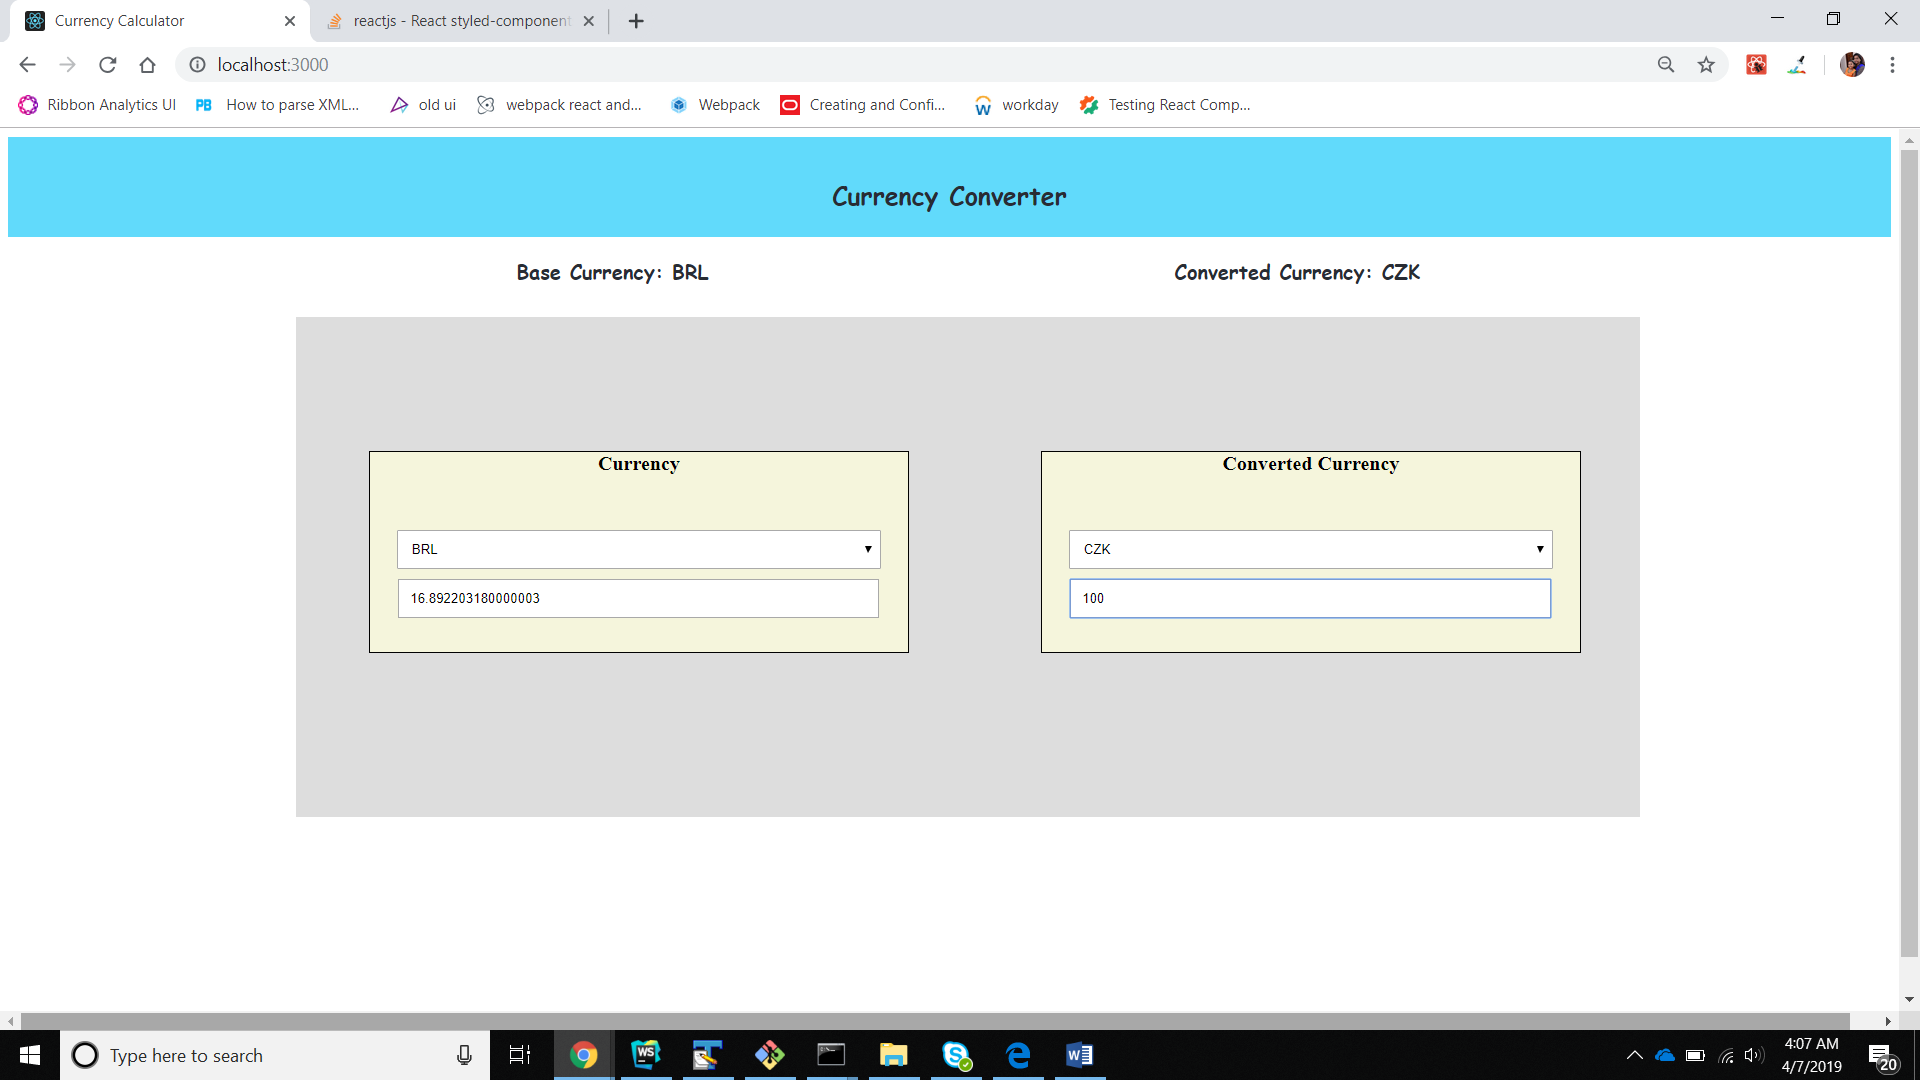 Currency Calculator
reactjs - React styled-component
localhost:3000
Ribbon Analytics UI
PB
How to parse XML...
old ui
webpack react and...
Webpack
Creating and Confi...
workday
Testing React Comp...
Currency Converter
Base Currency: BRL
Converted Currency: CZK
Currency
Converted Currency
BRL
CZK
16.892203180000003
100
Type here to search
WS
4:07 AM
4/7/2019
20